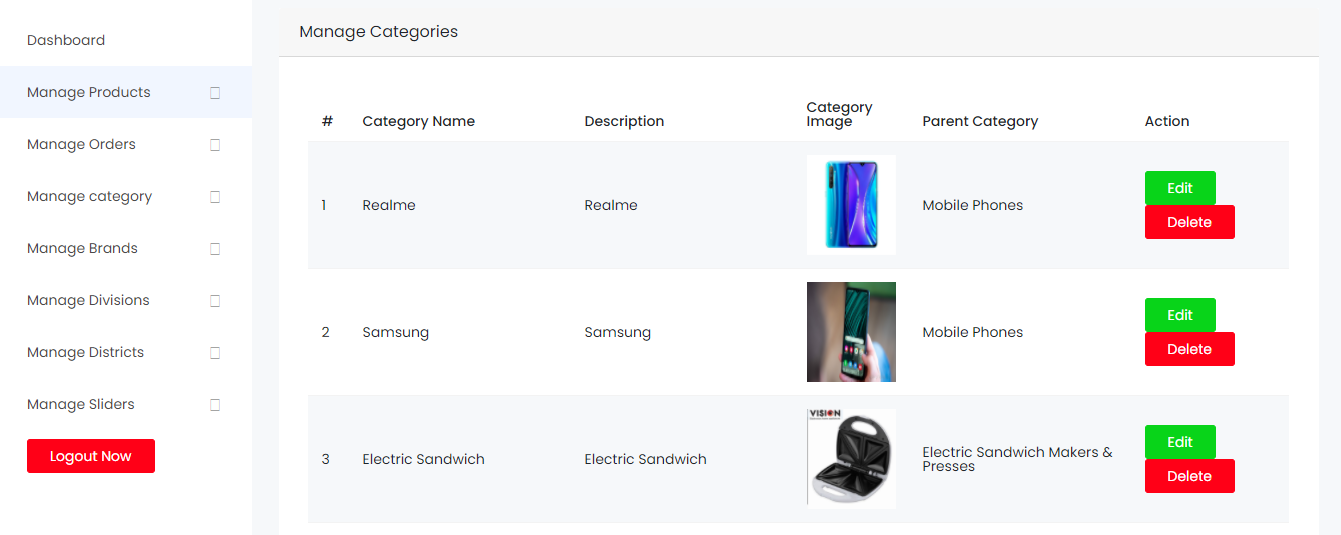 Dashboard
Manage Products
Manage Orders
Manage category
Manage Brands
Manage Divisions
Manage Districts
Manage Sliders
Logout Now
Manage Categories
# Category Name Description Category Image Parent Category Action
1 Realme Realme Mobile Phones Edit
Delete
2 Samsung Samsung Mobile Phones Edit
Delete
VISION
3 Electric Sandwich Electric Sandwich Electric Sandwich Makers & Presses Edit
Delete